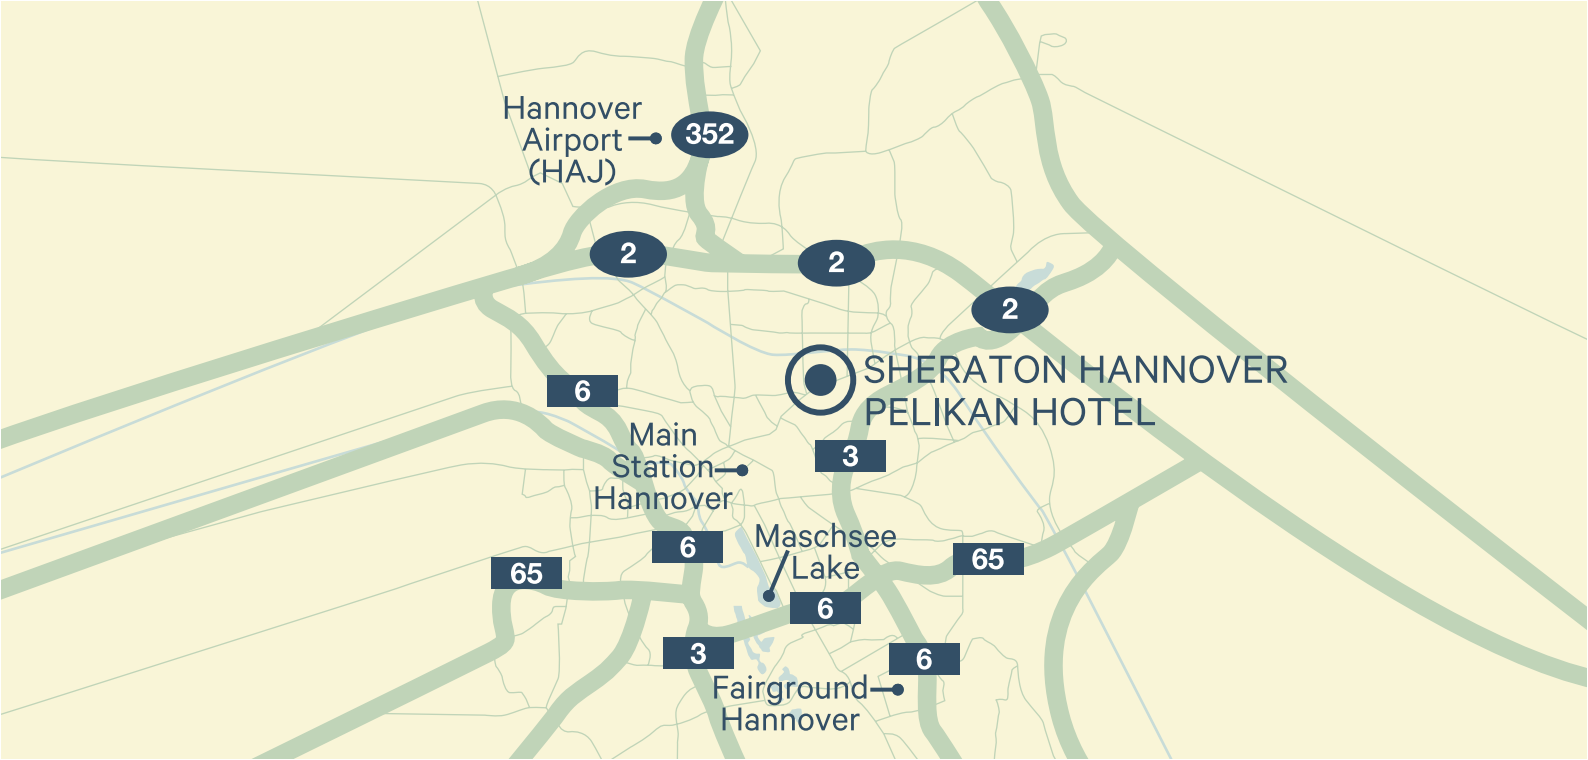 Hannover
Airport
(HAJ)
352
2
2
2
SHERATON HANNOVER
PELIKAN HOTEL
6
Main
Station
Hannover
3
6
Maschsee
Lake
65
65
6
3
6
Fairground
Hannover